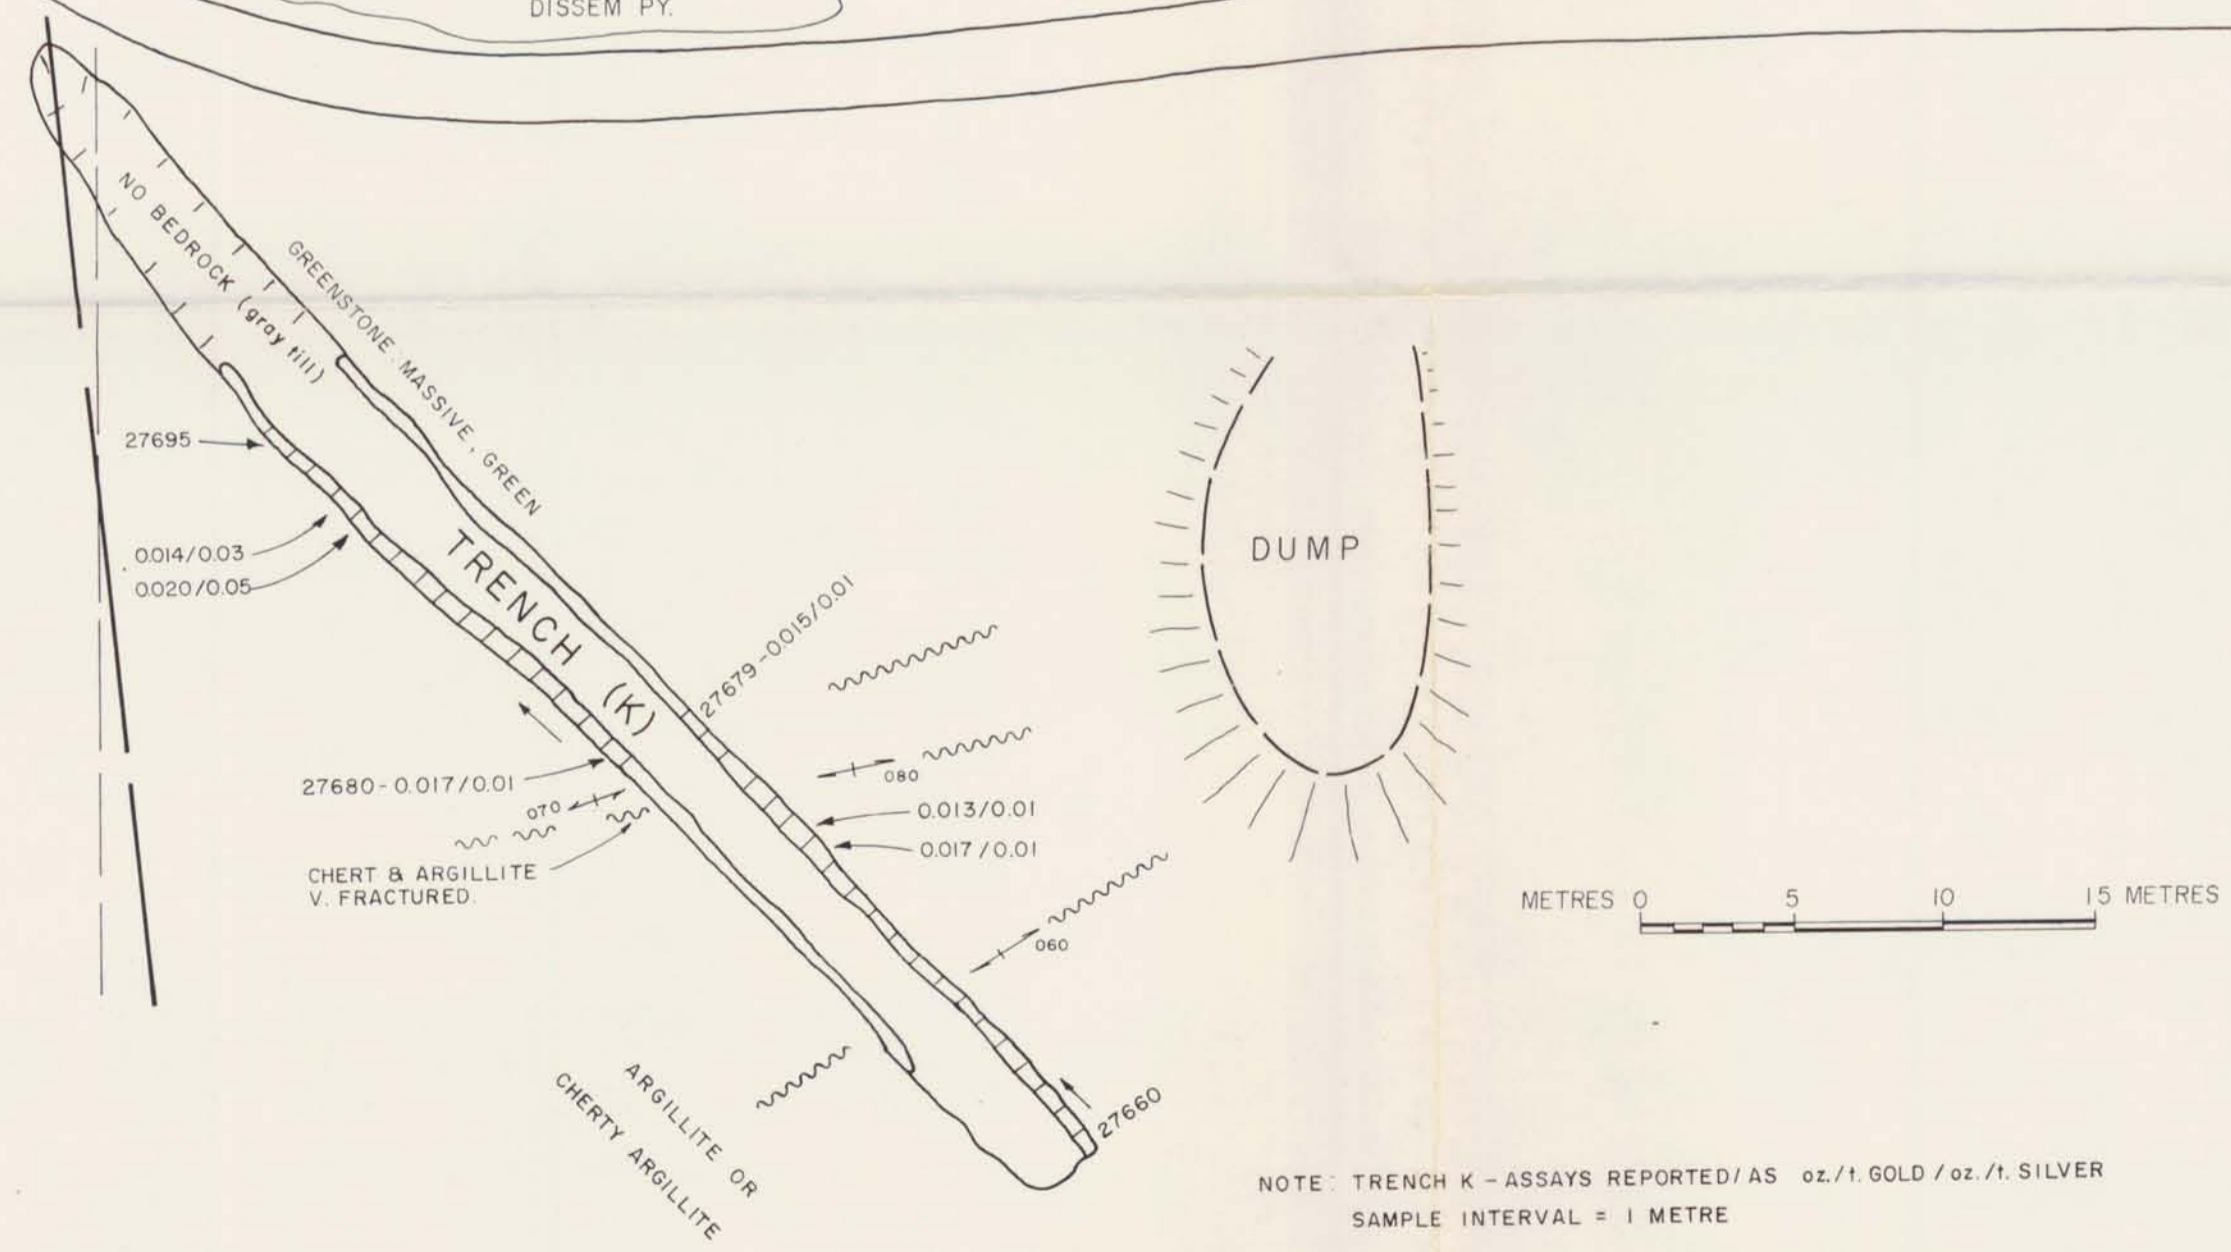 DISSEM PY.
NO BEDROCK (gray till)
GREENSTONE: MASSIVE, GREEN
27695
0.014/0.03
0.020/0.05
TRENCH (K)
DUMP
27679-0.015/0.01
080
27680-0.017/0.01
070
0.013/0.01
0.017/0.01
CHERT & ARGILLITE
V. FRACTURED.
060
METRES 0 5 10 15 METRES
ARGILLITE OR
CHERTY ARGILLITE
27660
NOTE: TRENCH K - ASSAYS REPORTED/AS oz./t. GOLD / oz./t. SILVER
SAMPLE INTERVAL = 1 METRE